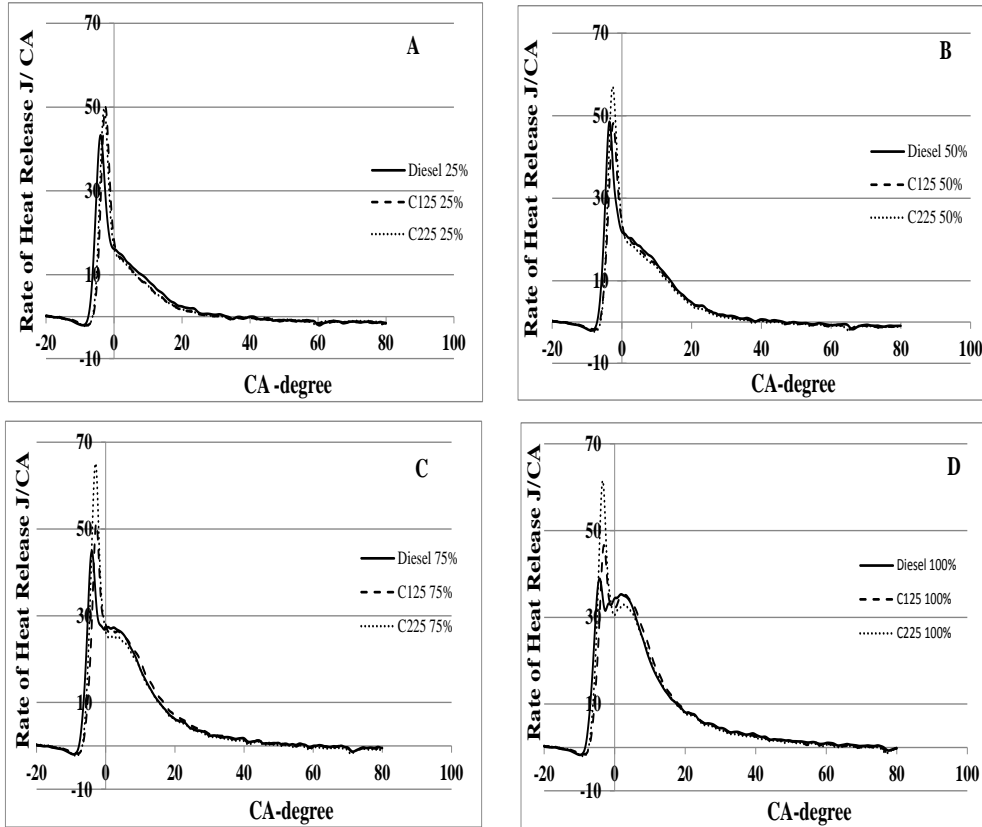 A
Rate of Heat Release J/ CA
70
50
30
10
-10
-20
0
20
40
60
80
100
CA -degree
Diesel 25%
C125 25%
C225 25%
B
Rate of Heat Release J/CA
70
50
30
10
-10
-20
0
20
40
60
80
100
CA-degree
Diesel 50%
C125 50%
C225 50%
C
Rate of Heat Release J/CA
70
50
30
10
-10
-20
0
20
40
60
80
100
CA-degree
Diesel 75%
C125 75%
C225 75%
D
Rate of Heat Release J/CA
70
50
30
10
-10
-20
0
20
40
60
80
100
CA-degree
Diesel 100%
C125 100%
C225 100%